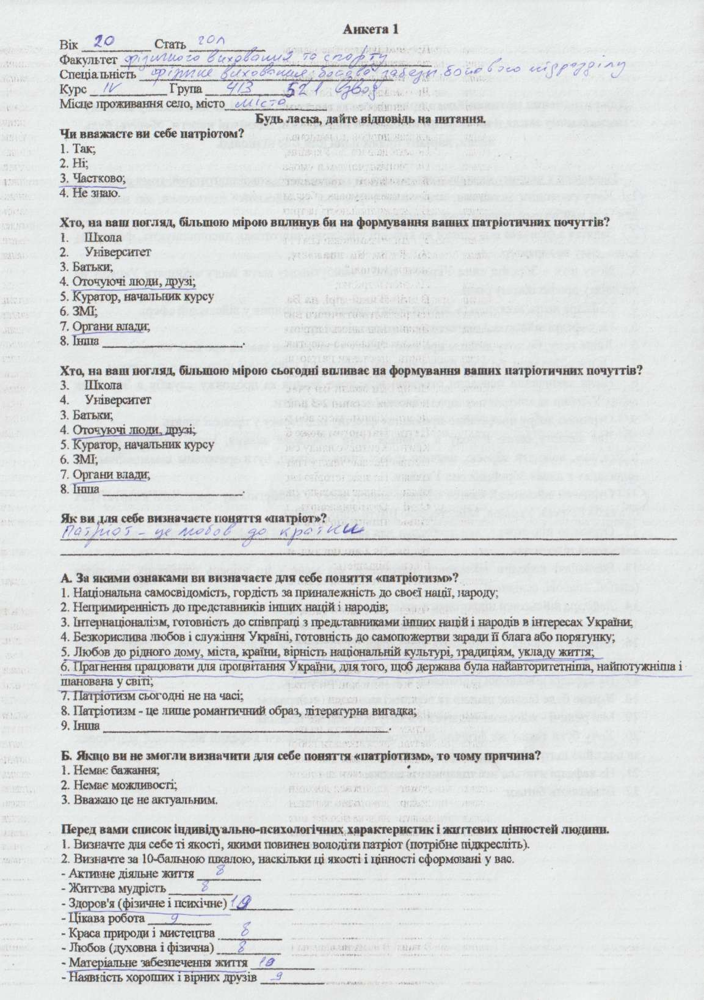 Анкета 1
Вік 20 Стать чол
Факультет фізичного виховання та спорту
Спеціальність фізичне виховання, бойове забезп. бойового підрозділу
Курс IV Група 413 521 взвод
Місце проживання село, місто місто
Будь ласка, дайте відповідь на питання.
Чи вважаєте ви себе патріотом?
1. Так;
2. Ні;
3. Частково;
4. Не знаю.
Хто, на ваш погляд, більшою мірою вплинув би на формування ваших патріотичних почуттів?
1. Школа
2. Університет
3. Батьки;
4. Оточуючі люди, друзі;
5. Куратор, начальник курсу
6. ЗМІ;
7. Органи влади;
8. Інша
Хто, на ваш погляд, більшою мірою сьогодні впливає на формування ваших патріотичних почуттів?
3. Школа
4. Університет
3. Батьки;
4. Оточуючі люди, друзі;
5. Куратор, начальник курсу
6. ЗМІ;
7. Органи влади;
8. Інша
Як ви для себе визначаєте поняття «патріот»?
Патріот - це любов до країни
А. За якими ознаками ви визначаєте для себе поняття «патріотизм»?
1. Національна самосвідомість, гордість за приналежність до своєї нації, народу;
2. Непримиренність до представників інших націй і народів;
3. Інтернаціоналізм, готовність до співпраці з представниками інших націй і народів в інтересах України;
4. Безкорислива любов і служіння Україні, готовність до самопожертви заради її блага або порятунку;
5. Любов до рідного дому, міста, країни, вірність національній культурі, традиціям, укладу життя;
6. Прагнення працювати для процвітання України, для того, щоб держава була найавторитетніша, найпотужніша і
шанована у світі;
7. Патріотизм сьогодні не на часі;
8. Патріотизм - це лише романтичний образ, літературна вигадка;
9. Інша
Б. Якщо ви не змогли визначити для себе поняття «патріотизм», то чому причина?
1. Немає бажання;
2. Немає можливості;
3. Вважаю це не актуальним.
Перед вами список індивідуально-психологічних характеристик і життєвих цінностей людини.
1. Визначте для себе ті якості, якими повинен володіти патріот (потрібне підкресліть).
2. Визначте за 10-бальною шкалою, наскільки ці якості і цінності сформовані у вас.
- Активне діяльне життя 8
- Життєва мудрість 8
- Здоров'я (фізичне і психічне) 10
- Цікава робота 9
- Краса природи і мистецтва 8
- Любов (духовна і фізична) 8
- Матеріальне забезпечення життя 10
- Наявність хороших і вірних друзів 9